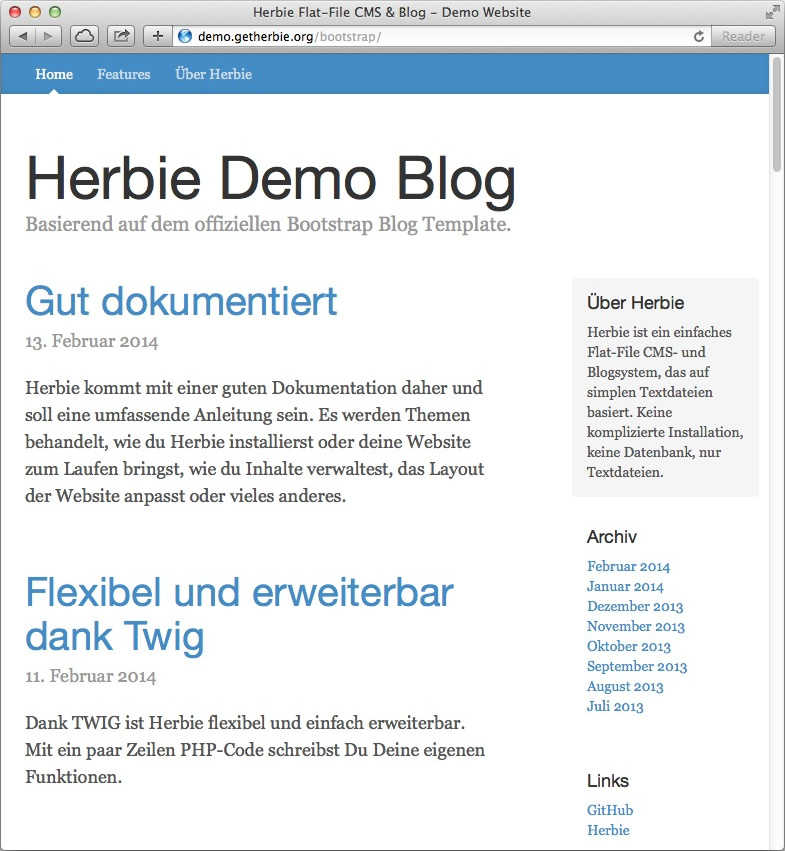 Herbie Flat-File CMS & Blog – Demo Website
demo.getherbie.org/bootstrap/
Reader
Home
Features
Über Herbie
Herbie Demo Blog
Basierend auf dem offiziellen Bootstrap Blog Template.
Gut dokumentiert
13. Februar 2014
Herbie kommt mit einer guten Dokumentation daher und
soll eine umfassende Anleitung sein. Es werden Themen
behandelt, wie du Herbie installierst oder deine Website
zum Laufen bringst, wie du Inhalte verwaltest, das Layout
der Website anpasst oder vieles anderes.
Flexibel und erweiterbar
dank Twig
11. Februar 2014
Dank TWIG ist Herbie flexibel und einfach erweiterbar.
Mit ein paar Zeilen PHP-Code schreibst Du Deine eigenen
Funktionen.
Über Herbie
Herbie ist ein einfaches
Flat-File CMS- und
Blogsystem, das auf
simplen Textdateien
basiert. Keine
komplizierte Installation,
keine Datenbank, nur
Textdateien.
Archiv
Februar 2014
Januar 2014
Dezember 2013
November 2013
Oktober 2013
September 2013
August 2013
Juli 2013
Links
GitHub
Herbie